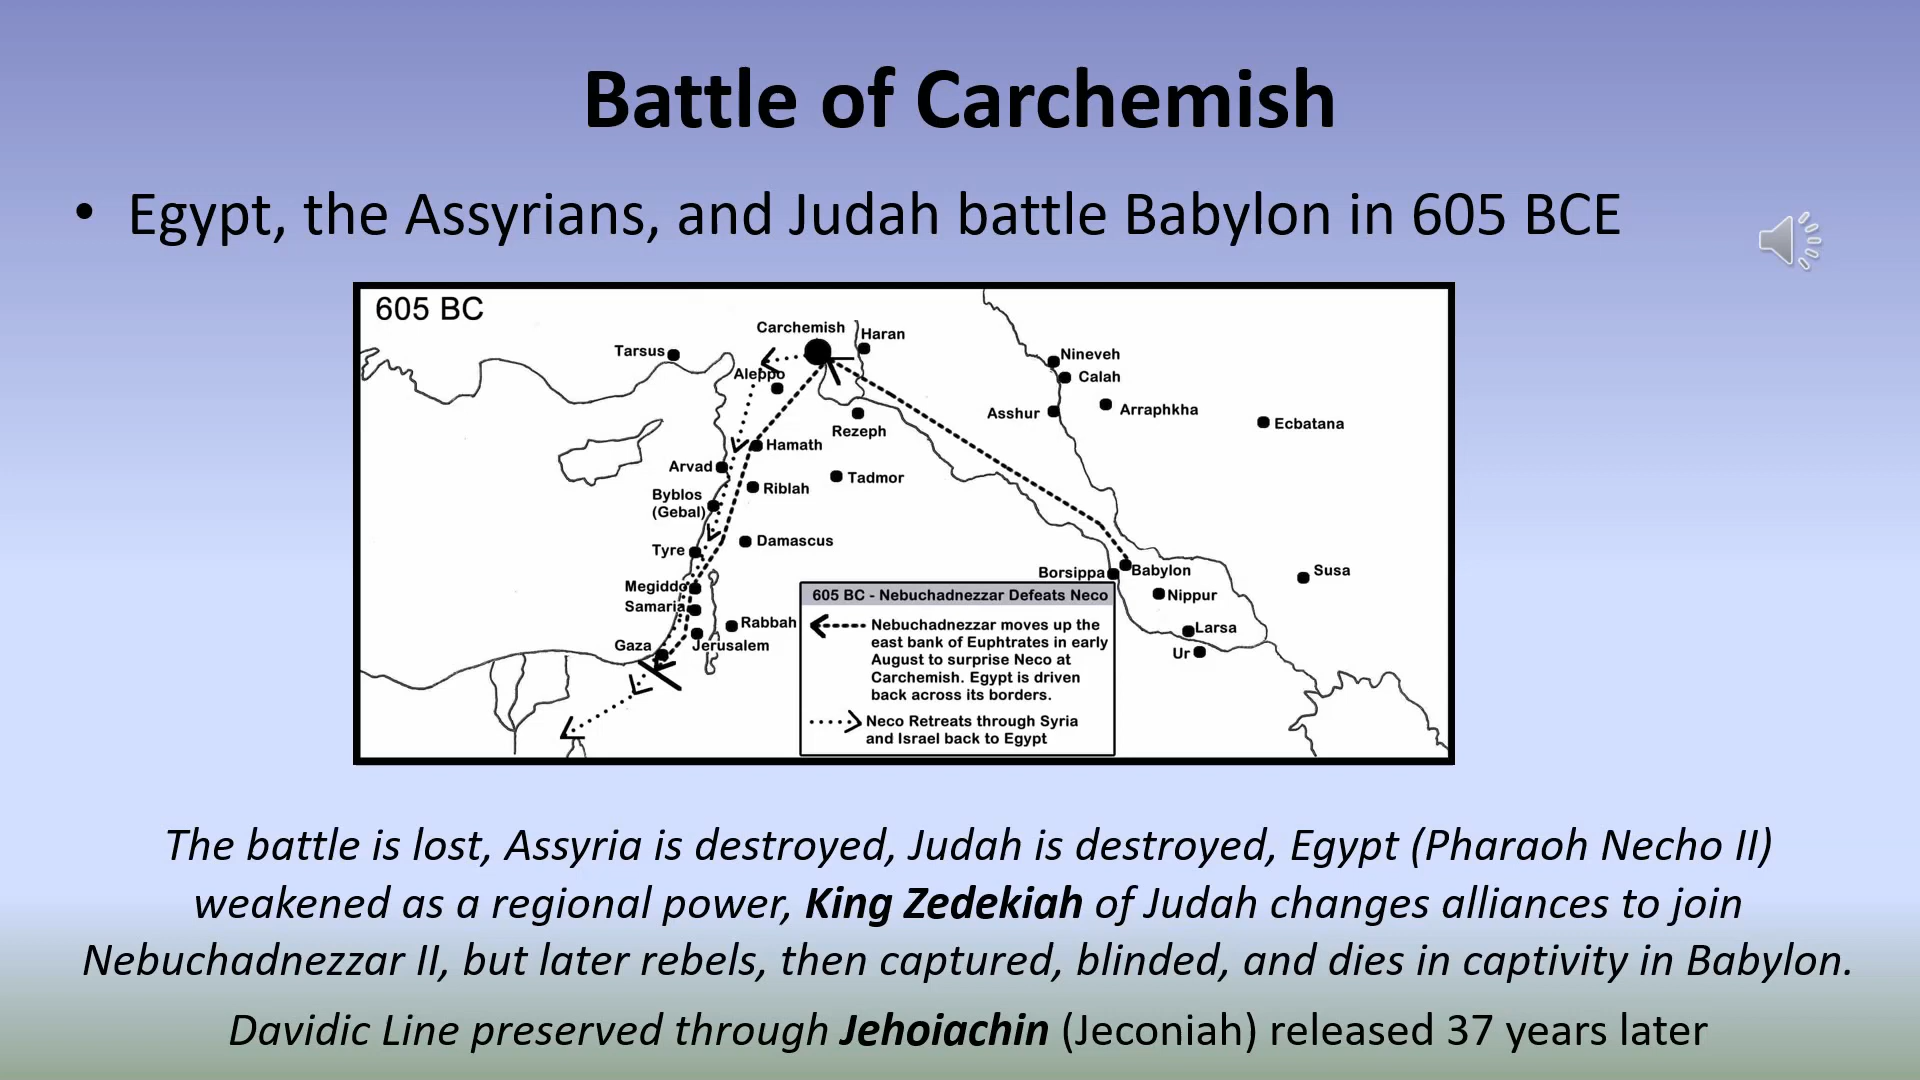 Battle of Carchemish
• Egypt, the Assyrians, and Judah battle Babylon in 605 BCE
605 BC
Carchemish
Haran
Tarsus
Nineveh
Aleppo
Calah
Arraphkha
Asshur
Ecbatana
Rezeph
Hamath
Arvad
Tadmor
Riblah
Byblos
(Gebal)
Damascus
Tyre
Borsippa
Babylon
Susa
Megiddo
Nippur
Samaria
Rabbah
Larsa
Gaza
Jerusalem
Ur
605 BC - Nebuchadnezzar Defeats Neco
Nebuchadnezzar moves up the
east bank of Euphtrates in early
August to surprise Neco at
Carchemish. Egypt is driven
back across its borders.
Neco Retreats through Syria
and Israel back to Egypt
The battle is lost, Assyria is destroyed, Judah is destroyed, Egypt (Pharaoh Necho II)
weakened as a regional power, King Zedekiah of Judah changes alliances to join
Nebuchadnezzar II, but later rebels, then captured, blinded, and dies in captivity in Babylon.
Davidic Line preserved through Jehoiachin (Jeconiah) released 37 years later